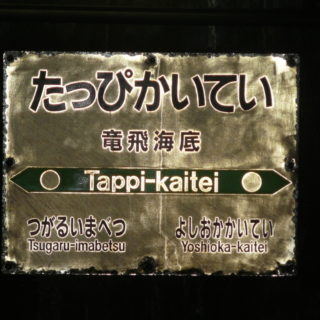 たっぴかいてい
竜飛海底
Tappi-kaitei
つがるいまべつ よしおかかいてい
Tsugaru-imabetsu Yoshioka-kaitei